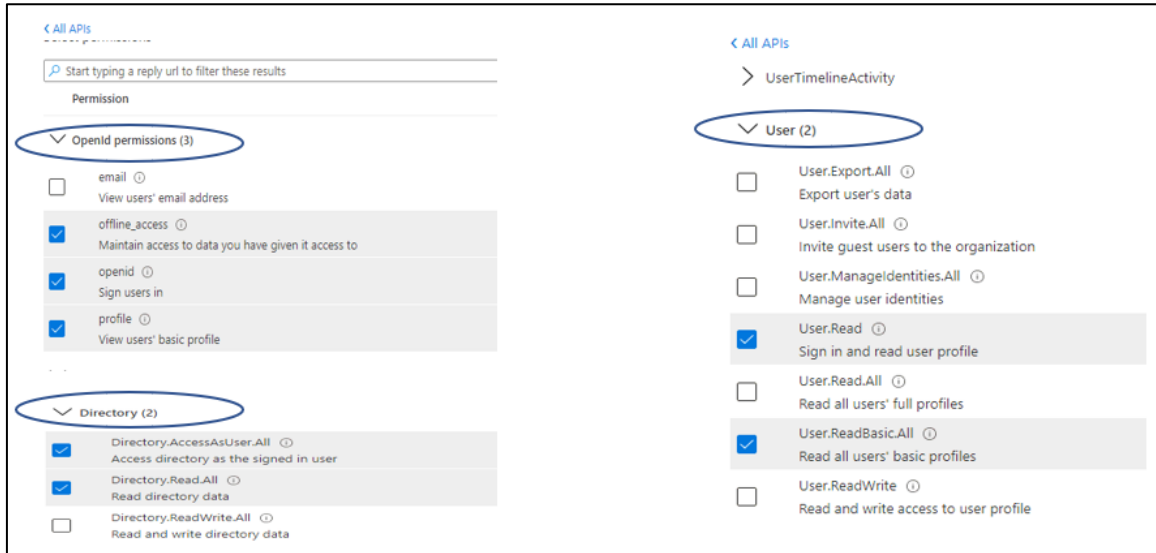 All APIs
Select permissions
Start typing a reply url to filter these results
Permission
OpenId permissions (3)
email
View users' email address
offline_access
Maintain access to data you have given it access to
openid
Sign users in
profile
View users' basic profile
Directory (2)
Directory.AccessAsUser.All
Access directory as the signed in user
Directory.Read.All
Read directory data
Directory.ReadWrite.All
Read and write directory data
All APIs
UserTimelineActivity
User (2)
User.Export.All
Export user's data
User.Invite.All
Invite guest users to the organization
User.ManageIdentities.All
Manage user identities
User.Read
Sign in and read user profile
User.Read.All
Read all users' full profiles
User.ReadBasic.All
Read all users' basic profiles
User.ReadWrite
Read and write access to user profile